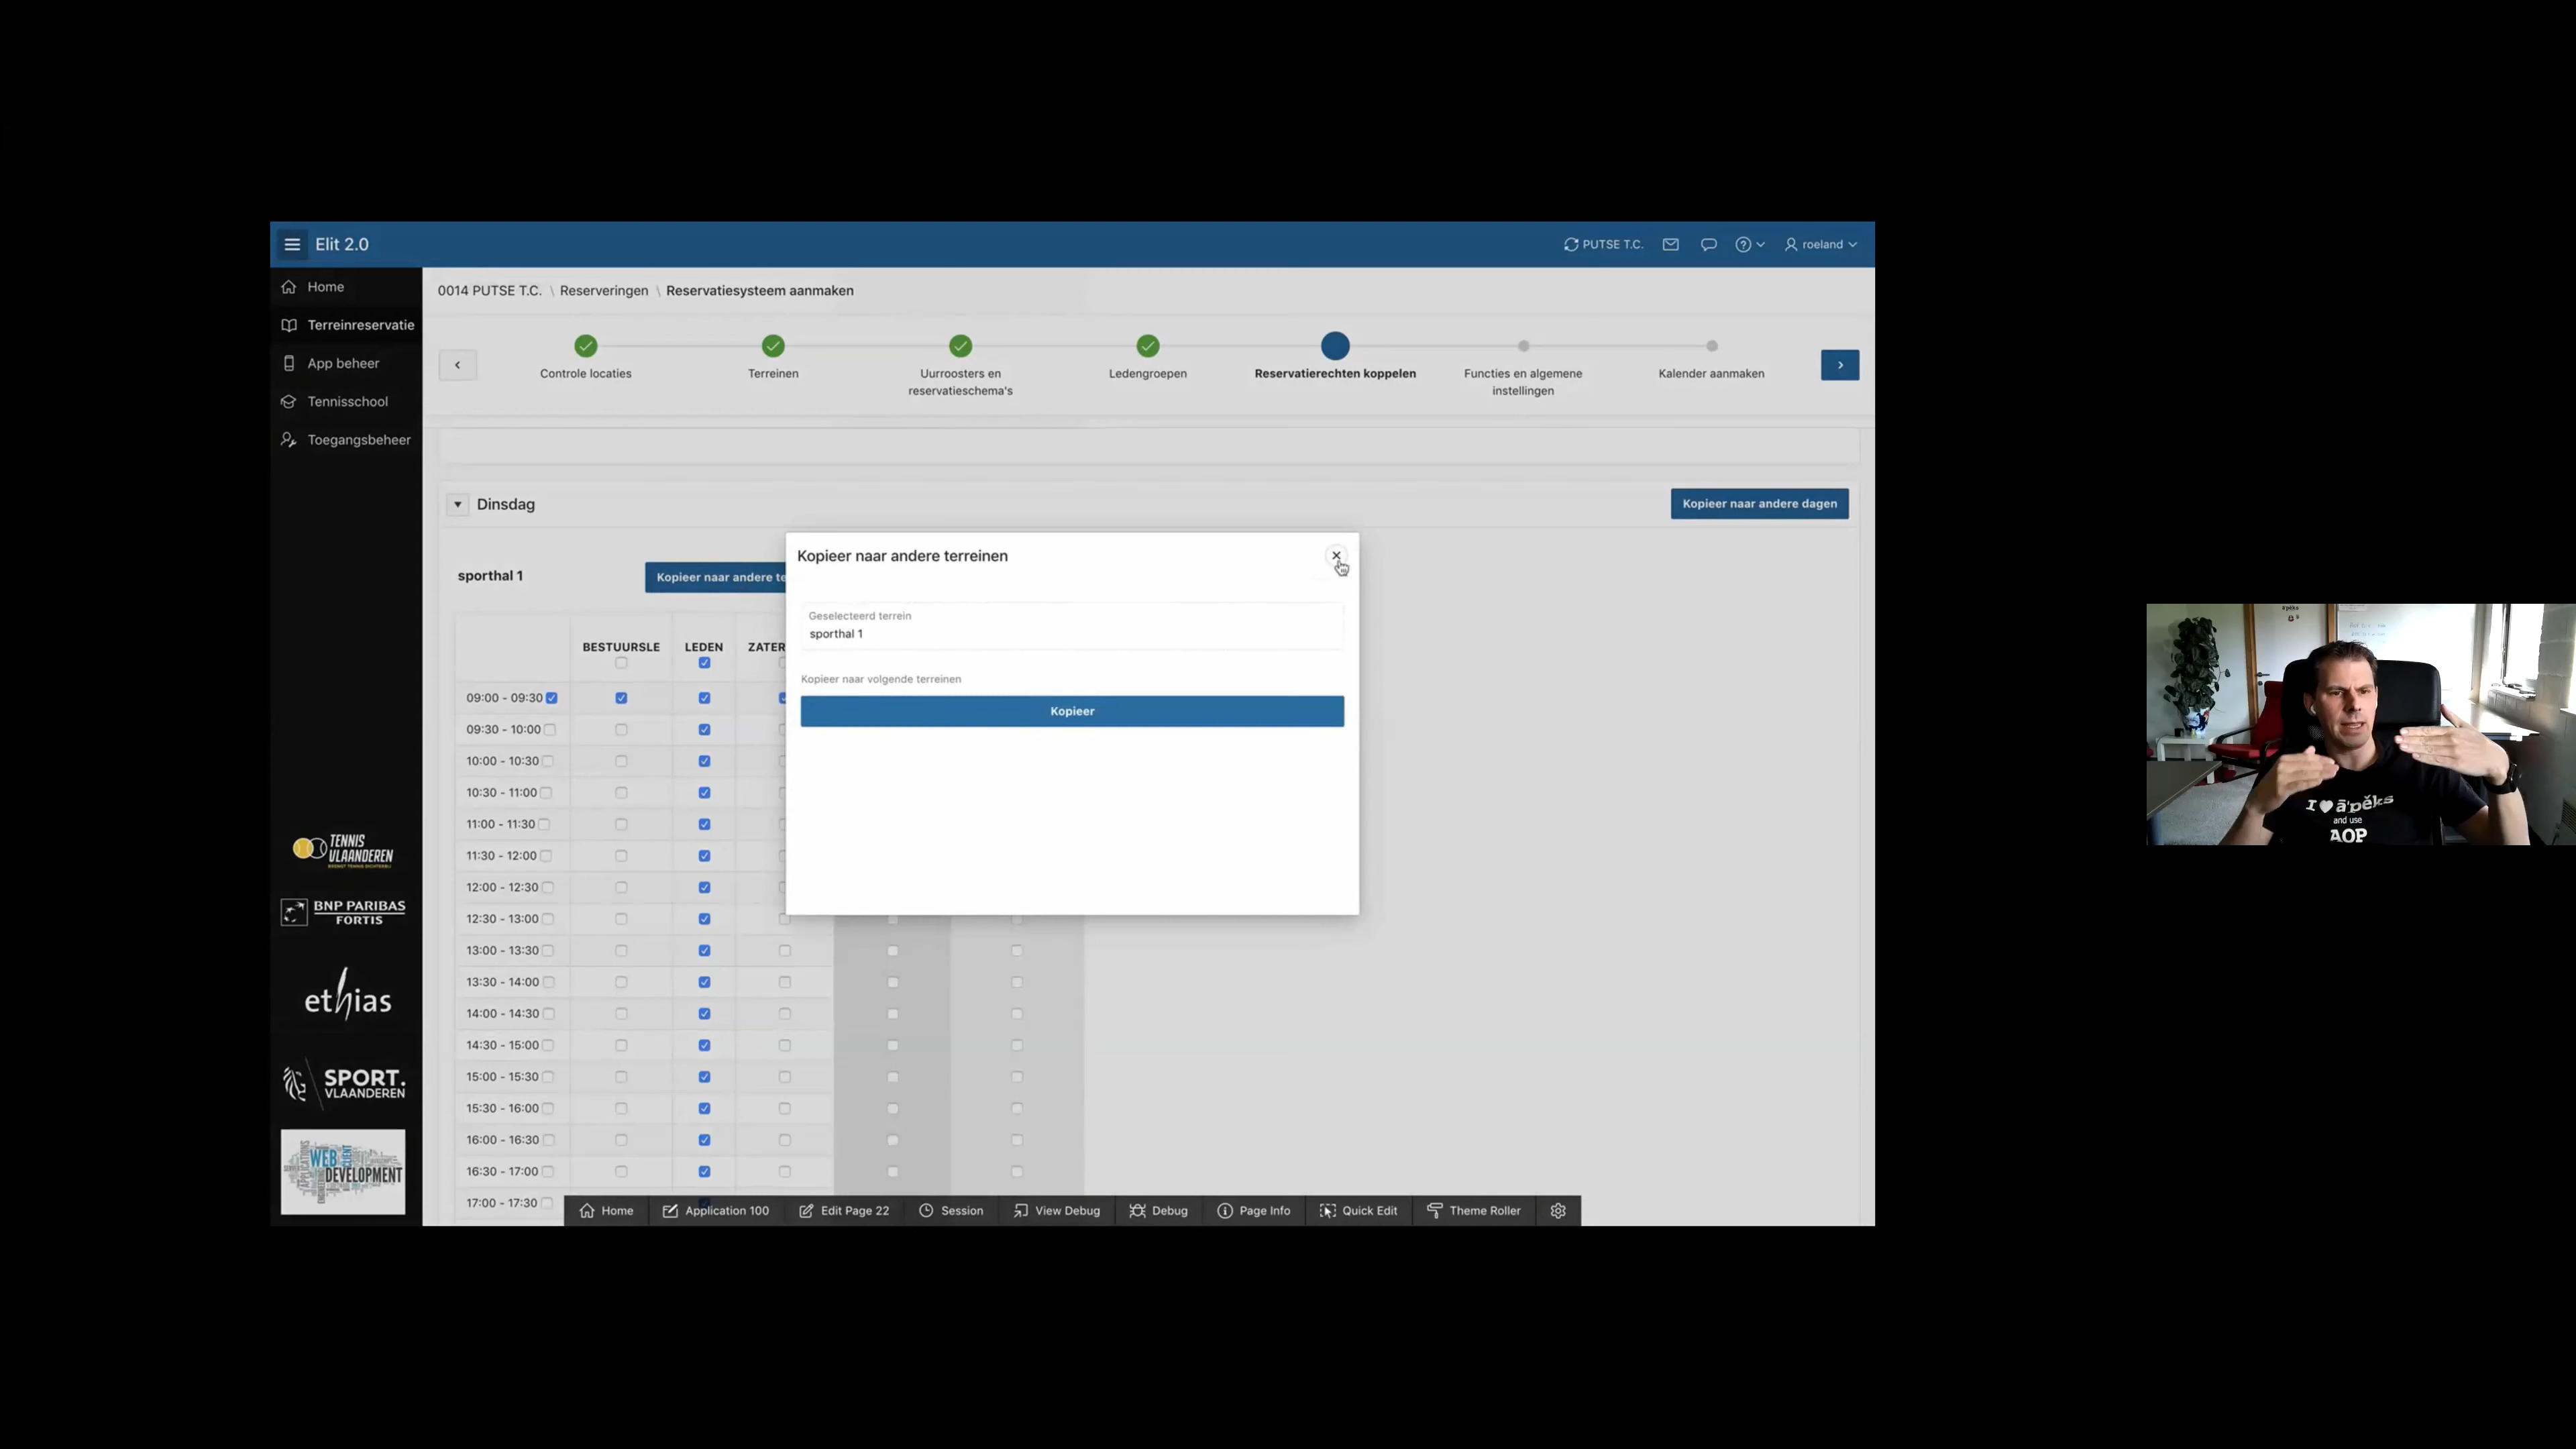 Elit 2.0
PUTSE T.C.
roeland
Home
Terreinreservatie
App beheer
Tennisschool
Toegangsbeheer
0014 PUTSE T.C. \ Reserveringen \ Reservatiesysteem aanmaken
Controle locaties
Terreinen
Uurroosters en
reservatieschema's
Ledengroepen
Reservatierechten koppelen
Functies en algemene
instellingen
Kalender aanmaken
Dinsdag
Kopieer naar andere dagen
sporthal 1
Kopieer naar andere te
BESTUURSLE LEDEN ZATER
09:00 - 09:30
09:30 - 10:00
10:00 - 10:30
10:30 - 11:00
11:00 - 11:30
11:30 - 12:00
12:00 - 12:30
12:30 - 13:00
13:00 - 13:30
13:30 - 14:00
14:00 - 14:30
14:30 - 15:00
15:00 - 15:30
15:30 - 16:00
16:00 - 16:30
16:30 - 17:00
17:00 - 17:30
Kopieer naar andere terreinen
Geselecteerd terrein
sporthal 1
Kopieer naar volgende terreinen
Kopieer
TENNIS
VLAANDEREN
BNP PARIBAS
FORTIS
ethias
SPORT.
VLAANDEREN
WEB
CLIENT
DEVELOPMENT
APPLICATIONS
Home
Application 100
Edit Page 22
Session
View Debug
Debug
Page Info
Quick Edit
Theme Roller
I ♥ ā'pěks
and use
AOP